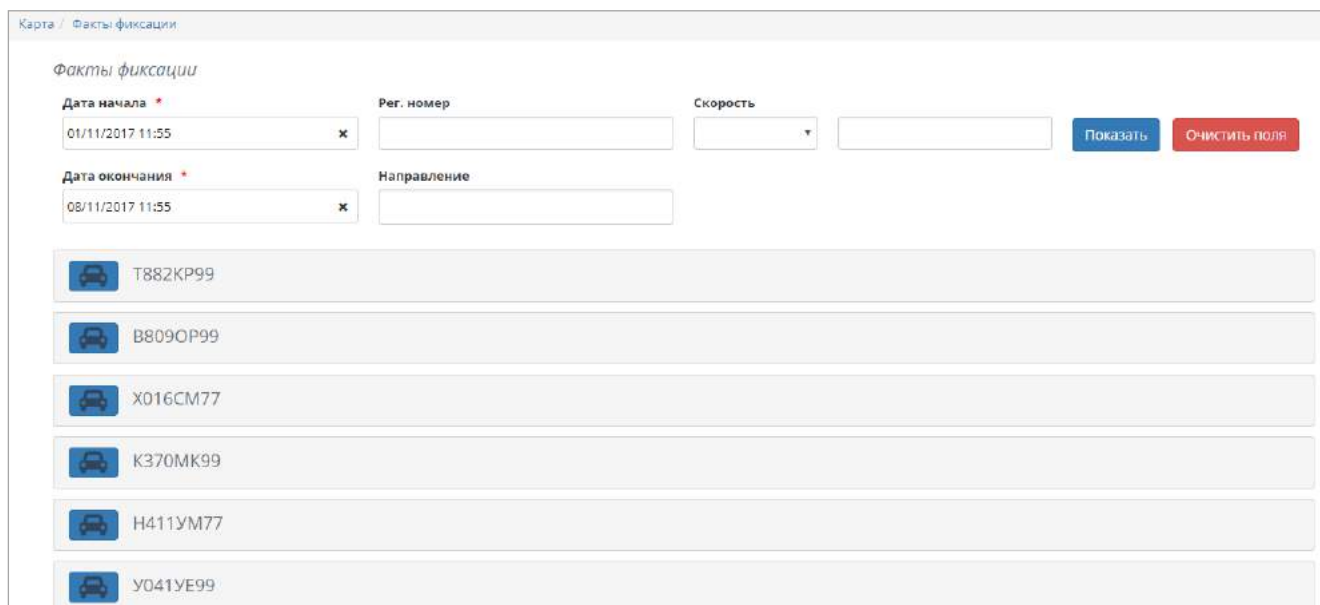 Карта / Факты фиксации
Факты фиксации
Дата начала * Рег. номер Скорость
01/11/2017 11:55 Показать Очистить поля
Дата окончания * Направление
08/11/2017 11:55
Т882КР99
В809ОР99
Х016СМ77
К370МК99
Н411УМ77
У041УЕ99